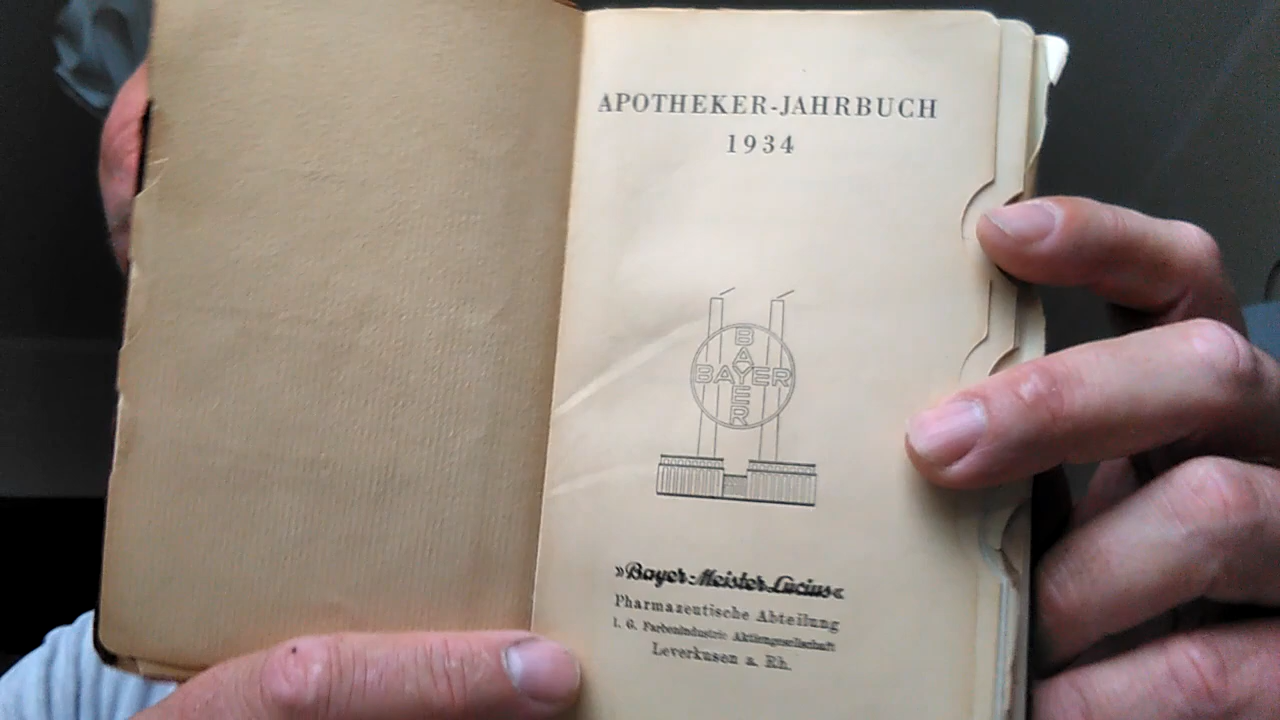 APOTHEKER-JAHRBUCH
1934
BAYER
BAYER
»Bayer-Meister Lucius«
Pharmazeutische Abteilung
I. G. Farbenindustrie Aktiengesellschaft
Leverkusen a. Rh.